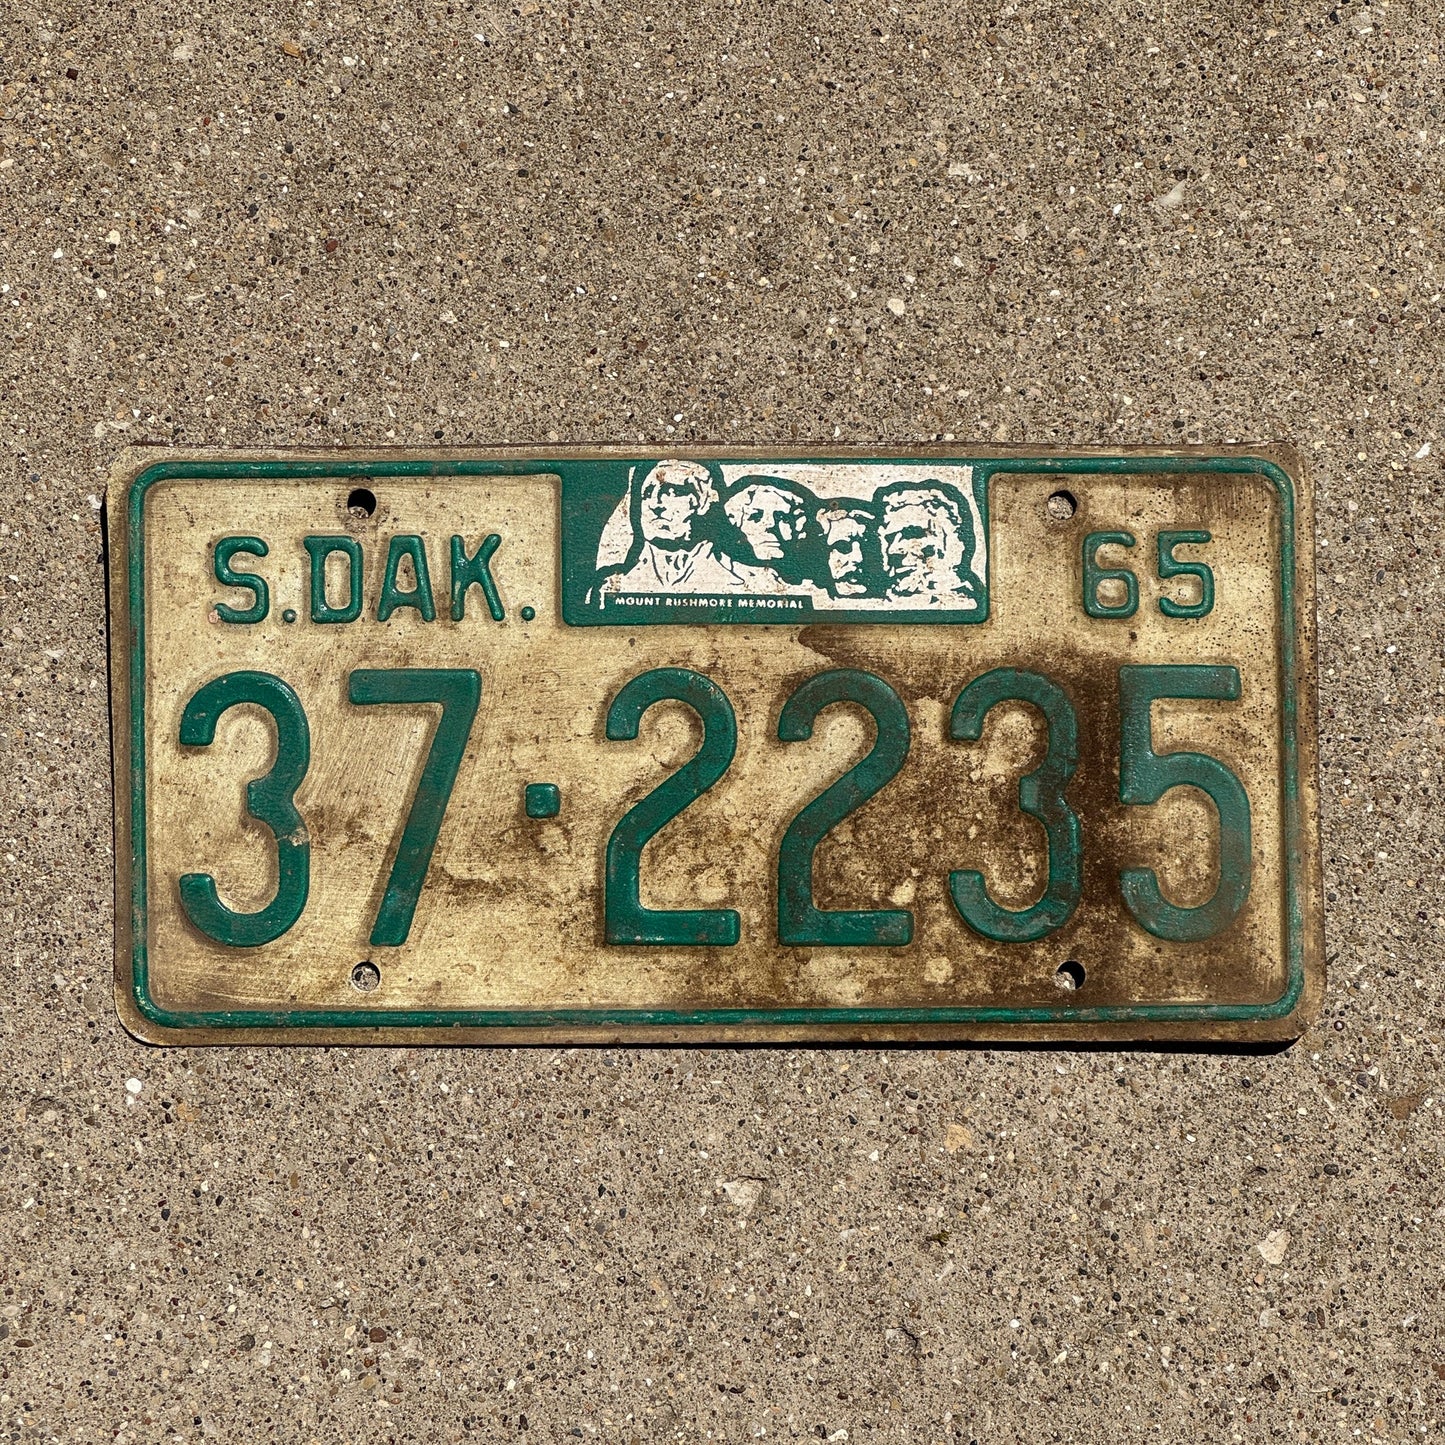 S.DAK. 65
MOUNT RUSHMORE MEMORIAL
37·2235